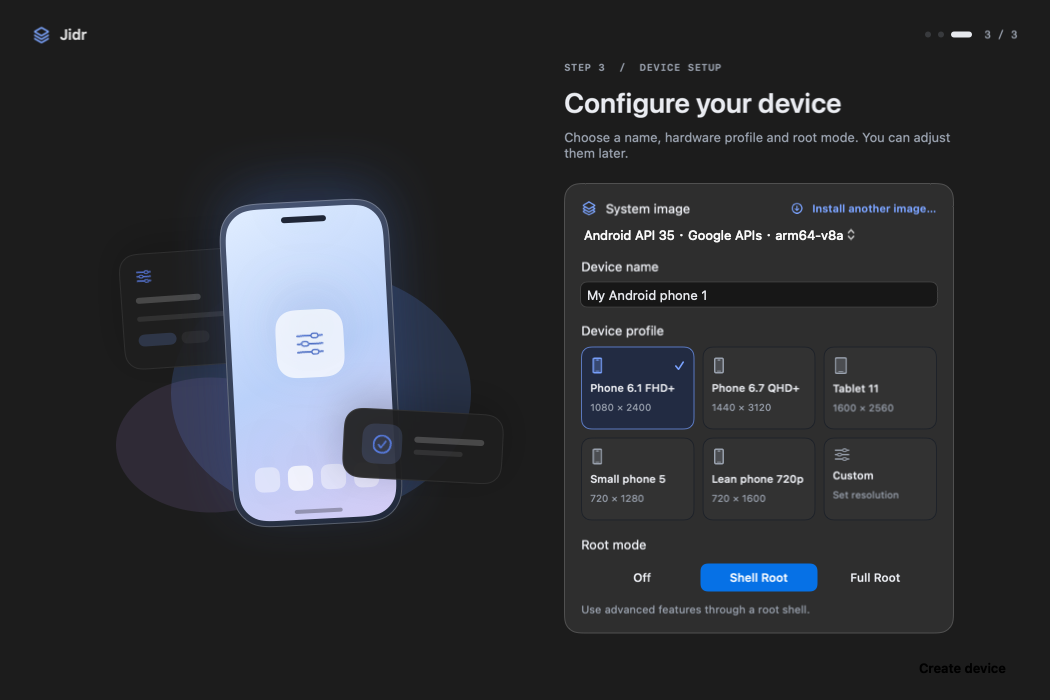 Jidr
3 / 3
STEP 3 / DEVICE SETUP
Configure your device
Choose a name, hardware profile and root mode. You can adjust
them later.
System image
Install another image...
Android API 35 · Google APIs · arm64-v8a
Device name
My Android phone 1
Device profile
Phone 6.1 FHD+
1080 × 2400
Phone 6.7 QHD+
1440 × 3120
Tablet 11
1600 × 2560
Small phone 5
720 × 1280
Lean phone 720p
720 × 1600
Custom
Set resolution
Root mode
Off
Shell Root
Full Root
Use advanced features through a root shell.
Create device